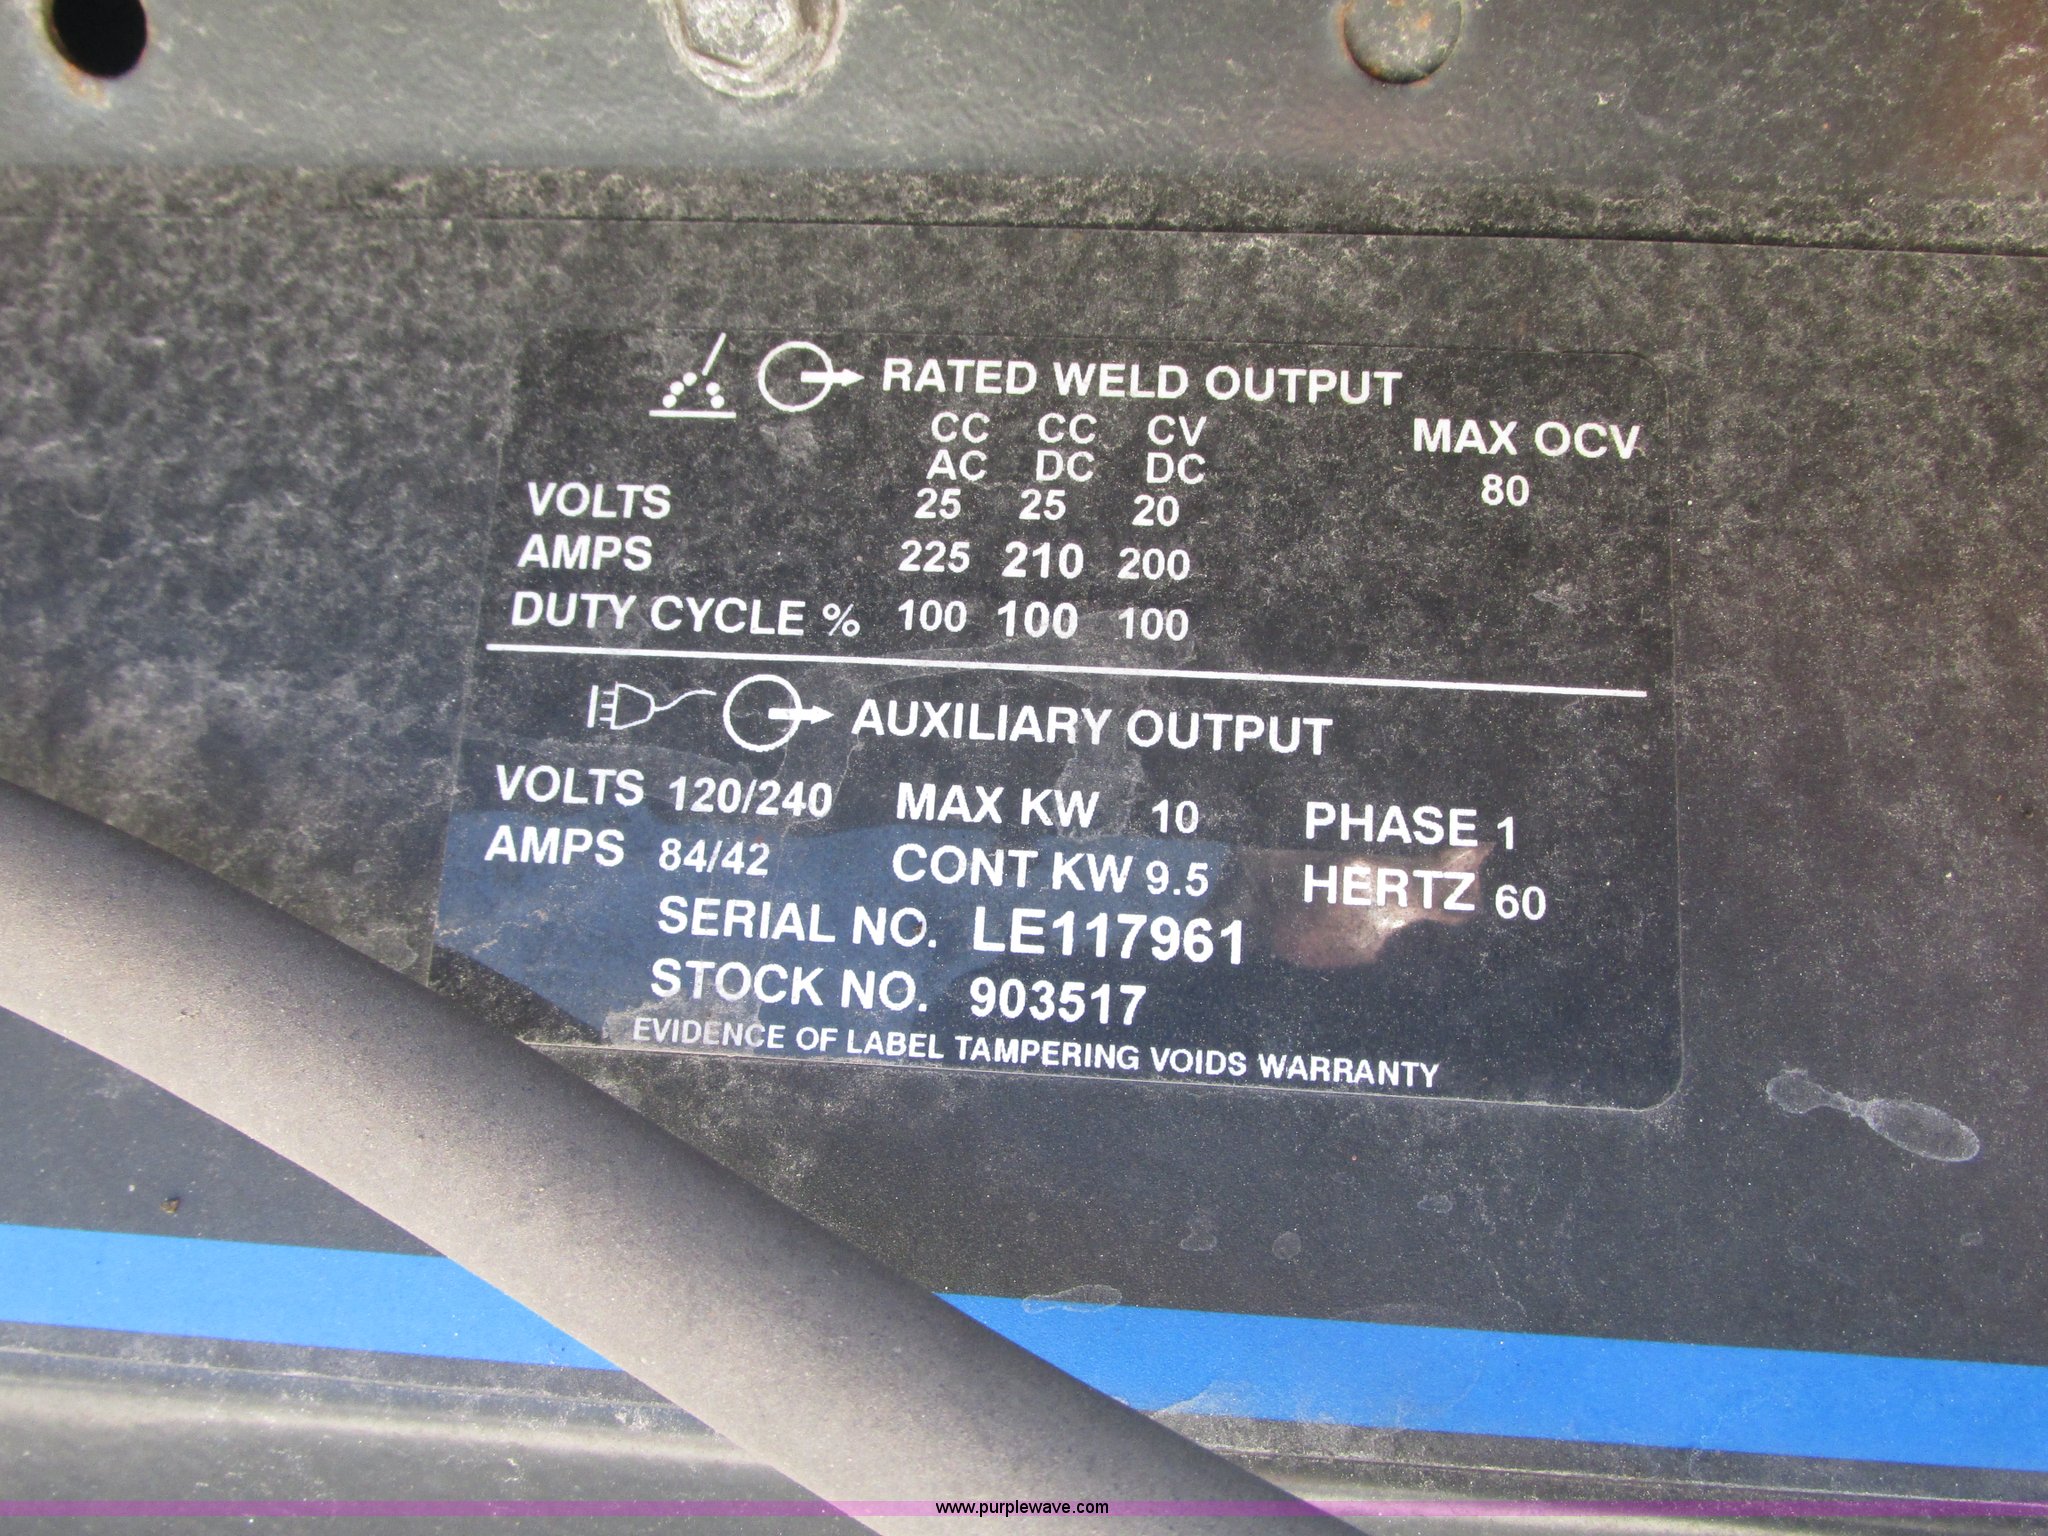 RATED WELD OUTPUT
CC CC CV MAX OCV
AC DC DC 80
VOLTS 25 25 20
AMPS 225 210 200
DUTY CYCLE % 100 100 100
AUXILIARY OUTPUT
VOLTS 120/240 MAX KW 10 PHASE 1
AMPS 84/42 CONT KW 9.5 HERTZ 60
SERIAL NO. LE117961
STOCK NO. 903517
EVIDENCE OF LABEL TAMPERING VOIDS WARRANTY
www.purplewave.com